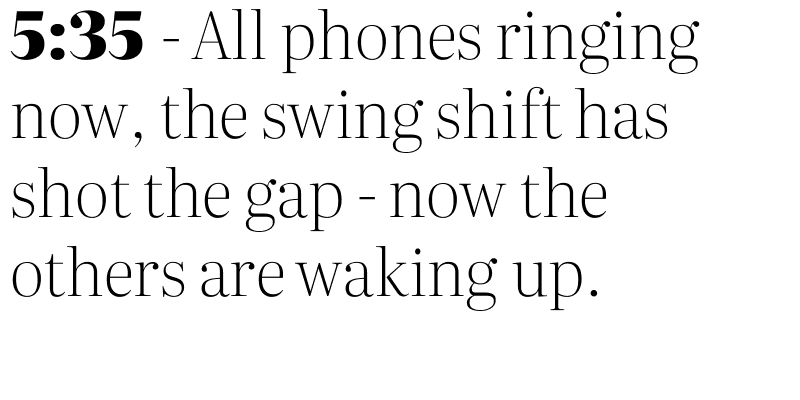 5:35 - All phones ringing
now, the swing shift has
shot the gap - now the
others are waking up.